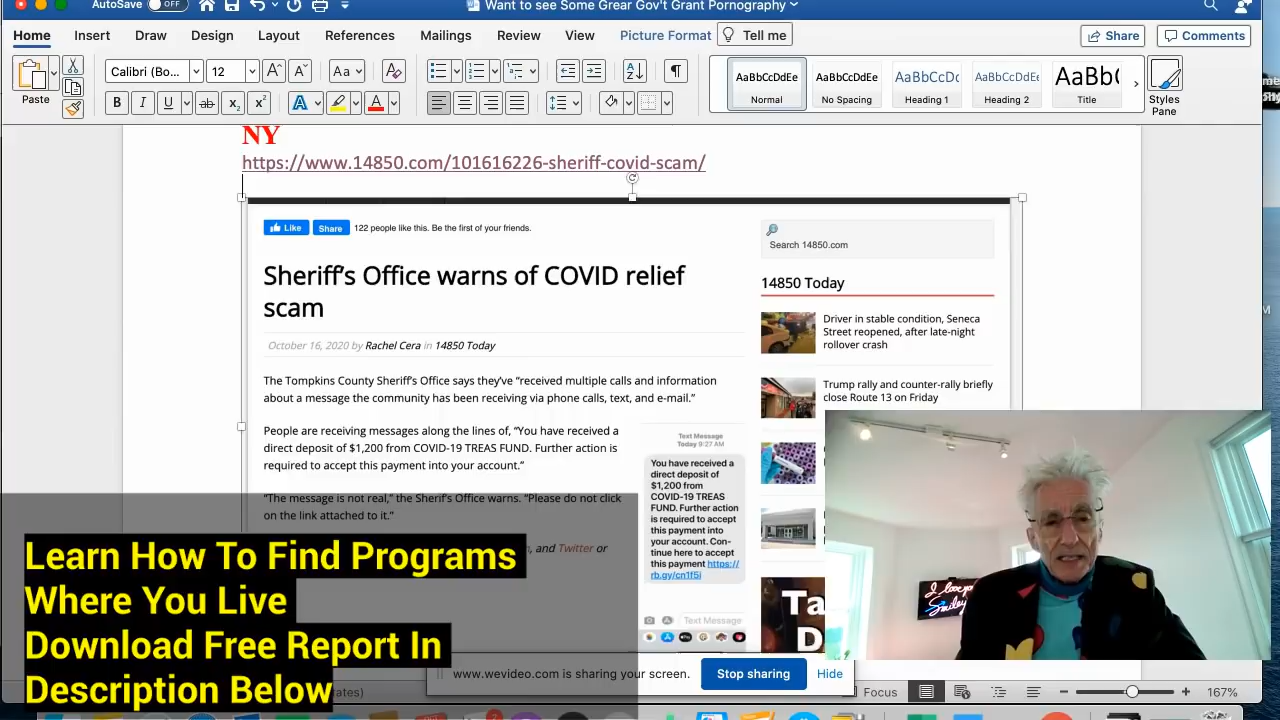 AutoSave
OFF
Want to see Some Grear Gov't Grant Pornography
Home
Insert
Draw
Design
Layout
References
Mailings
Review
View
Picture Format
Tell me
Share
Comments
Paste
Calibri (Bo...
12
AaBbCcDdEe
AaBbCcDdEe
AaBbCcDc
AaBbCcDdEe
AaBb(
Normal
No Spacing
Heading 1
Heading 2
Title
Styles
Pane
NY
https://www.14850.com/101616226-sheriff-covid-scam/
Like
Share
122 people like this. Be the first of your friends.
Search 14850.com
Sheriff's Office warns of COVID relief
scam
October 16, 2020 by Rachel Cera in 14850 Today
The Tompkins County Sheriff's Office says they've "received multiple calls and information
about a message the community has been receiving via phone calls, text, and e-mail."
People are receiving messages along the lines of, "You have received a
direct deposit of $1,200 from COVID-19 TREAS FUND. Further action is
required to accept this payment into your account."
"The message is not real," the Sherif's Office warns. "Please do not click
on the link attached to it."
and Twitter or
Text Message
Today 9:27 AM
You have received a
direct deposit of
$1,200 from
COVID-19 TREAS
FUND. Further action
is required to accept
this payment into
your account. Con-
tinue here to accept
this payment https://
rb.gy/cn1f5i
Text Message
14850 Today
Driver in stable condition, Seneca
Street reopened, after late-night
rollover crash
Trump rally and counter-rally briefly
close Route 13 on Friday
I love you
Smiley
Learn How To Find Programs
Where You Live
Download Free Report In
Description Below
www.wevideo.com is sharing your screen.
Stop sharing
Hide
Focus
167%